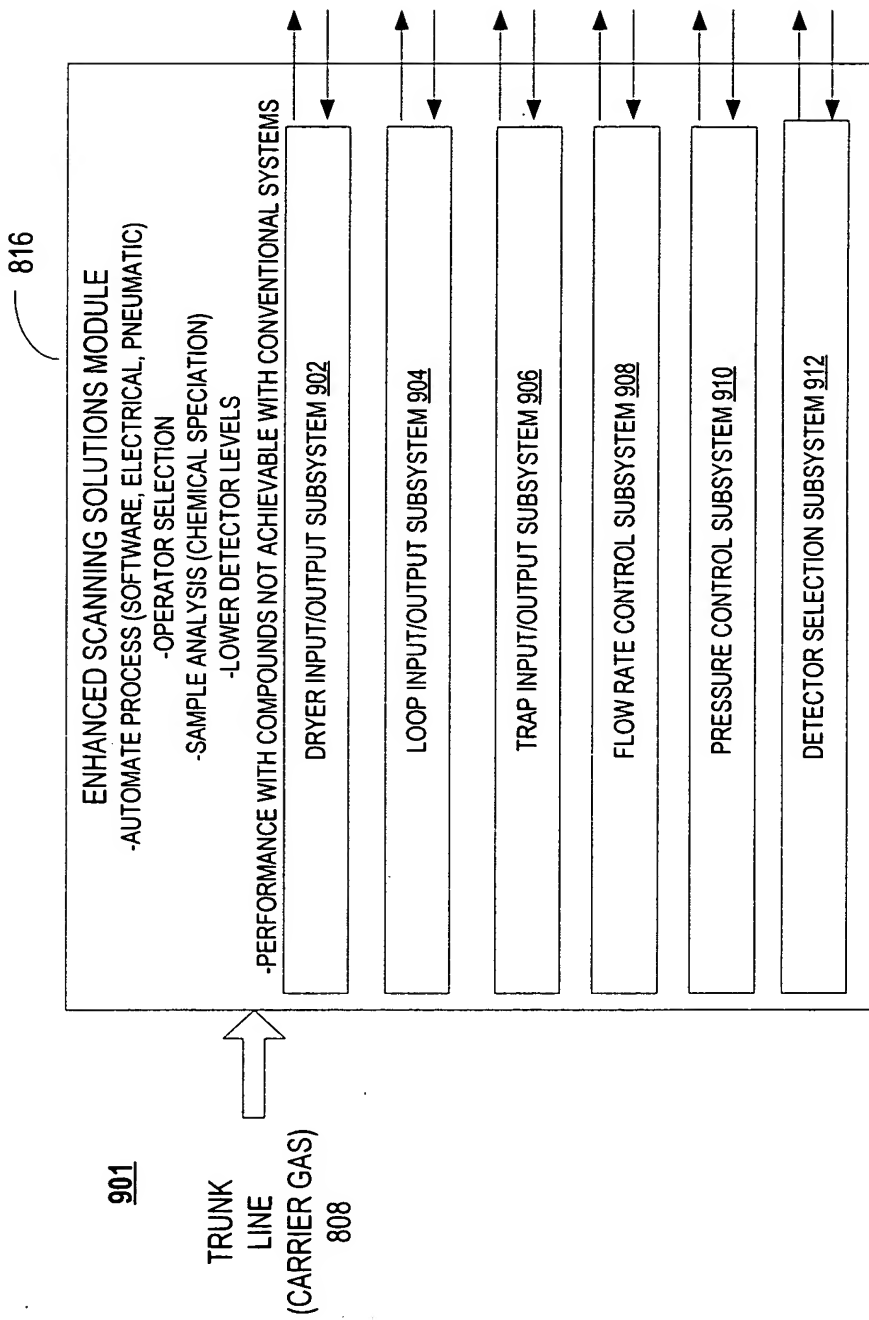 816
ENHANCED SCANNING SOLUTIONS MODULE
-AUTOMATE PROCESS (SOFTWARE, ELECTRICAL, PNEUMATIC)
-OPERATOR SELECTION
-SAMPLE ANALYSIS (CHEMICAL SPECIATION)
-LOWER DETECTOR LEVELS
-PERFORMANCE WITH COMPOUNDS NOT ACHIEVABLE WITH CONVENTIONAL SYSTEMS
DRYER INPUT/OUTPUT SUBSYSTEM 902
LOOP INPUT/OUTPUT SUBSYSTEM 904
TRAP INPUT/OUTPUT SUBSYSTEM 906
FLOW RATE CONTROL SUBSYSTEM 908
PRESSURE CONTROL SUBSYSTEM 910
DETECTOR SELECTION SUBSYSTEM 912
901
TRUNK
LINE
(CARRIER GAS)
808